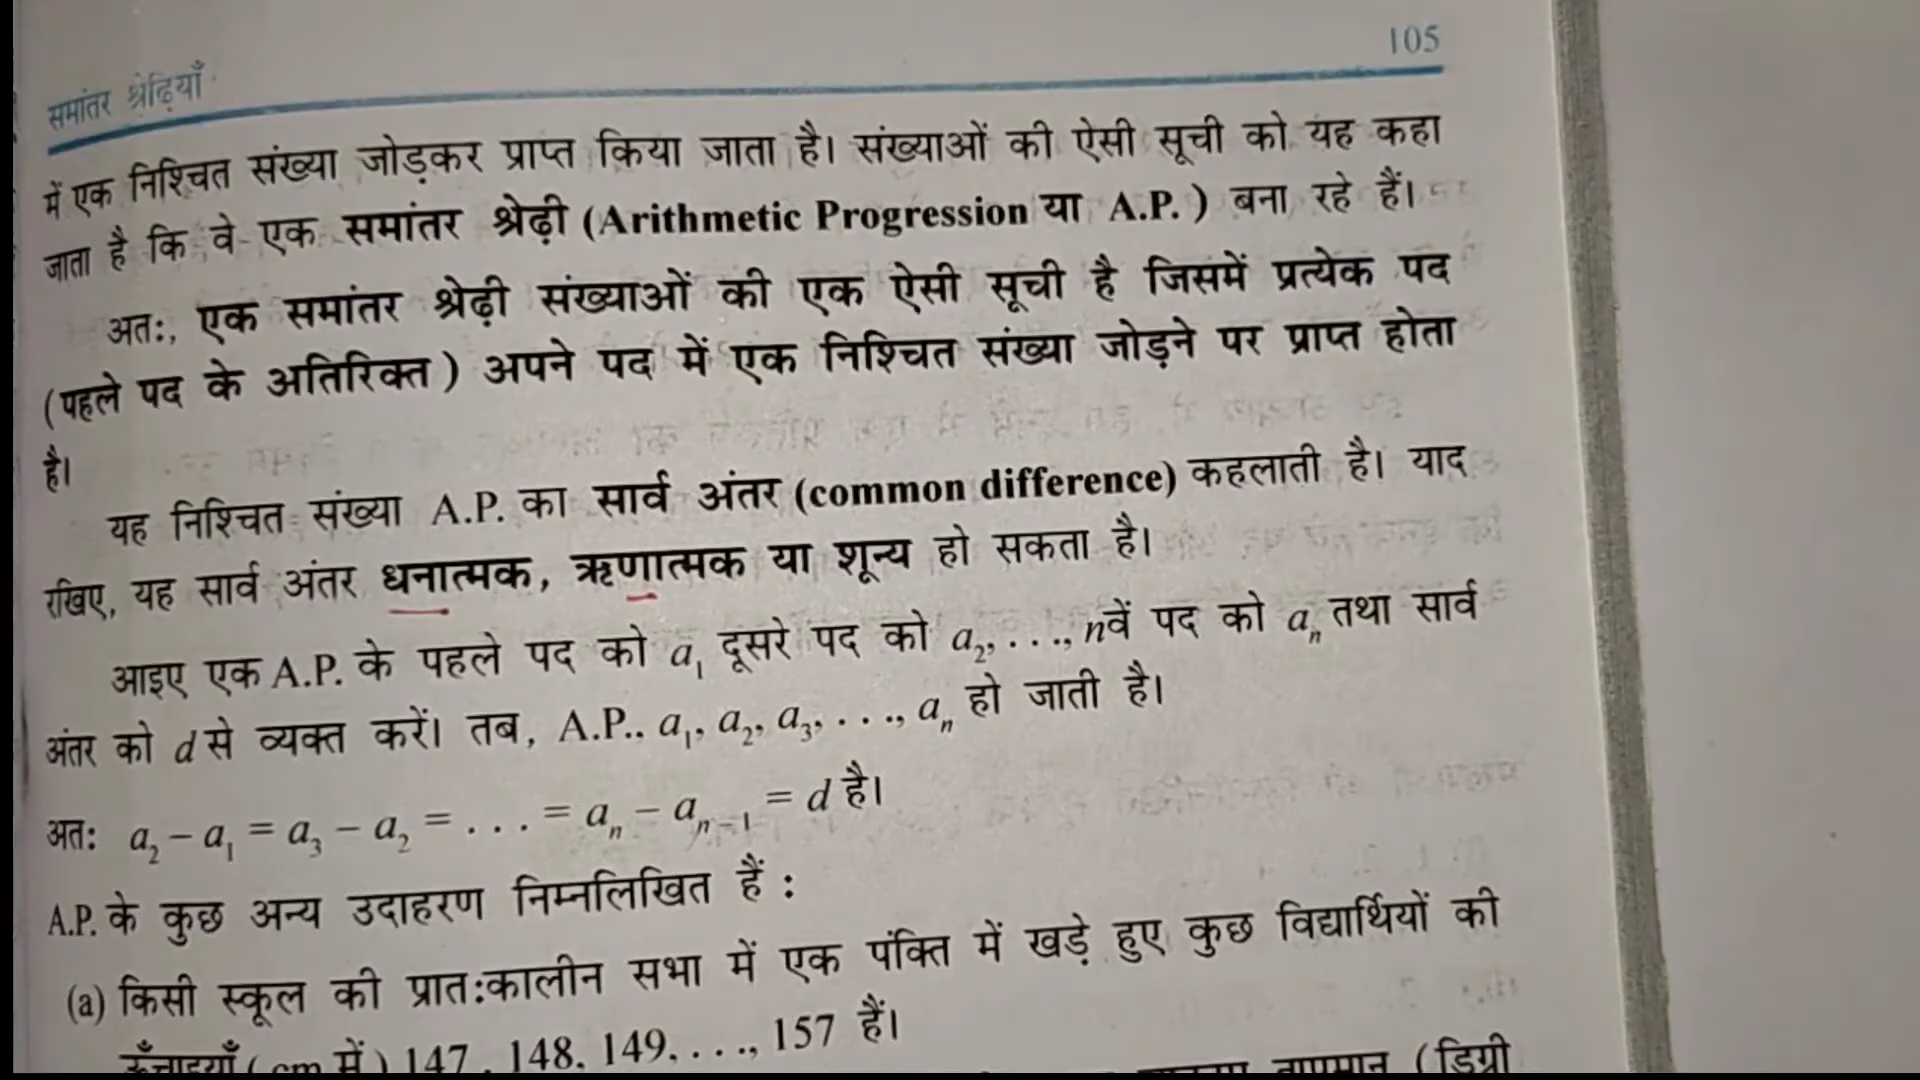 105
समांतर श्रेढ़ियाँ
में एक निश्चित संख्या जोड़कर प्राप्त किया जाता है। संख्याओं की ऐसी सूची को यह कहा
जाता है कि वे एक समांतर श्रेढ़ी (Arithmetic Progression या A.P. ) बना रहे हैं।
अतः, एक समांतर श्रेढ़ी संख्याओं की एक ऐसी सूची है जिसमें प्रत्येक पद
(पहले पद के अतिरिक्त ) अपने पद में एक निश्चित संख्या जोड़ने पर प्राप्त होता
है।
यह निश्चित संख्या A.P. का सार्व अंतर (common difference) कहलाती है। याद
रखिए, यह सार्व अंतर धनात्मक, ऋणात्मक या शून्य हो सकता है।
आइए एक A.P. के पहले पद को a₁ दूसरे पद को a₂, . . ., nवें पद को aₙ तथा सार्व
अंतर को d से व्यक्त करें। तब, A.P., a₁, a₂, a₃, . . ., aₙ हो जाती है।
अतः a₂ – a₁ = a₃ – a₂ = . . . = aₙ – aₙ₋₁ = d है।
A.P. के कुछ अन्य उदाहरण निम्नलिखित हैं :
(a) किसी स्कूल की प्रातःकालीन सभा में एक पंक्ति में खड़े हुए कुछ विद्यार्थियों की
ऊँचाइयाँ ( cm में ) 147 , 148, 149, . . ., 157 हैं।
तापमान (डिग्री